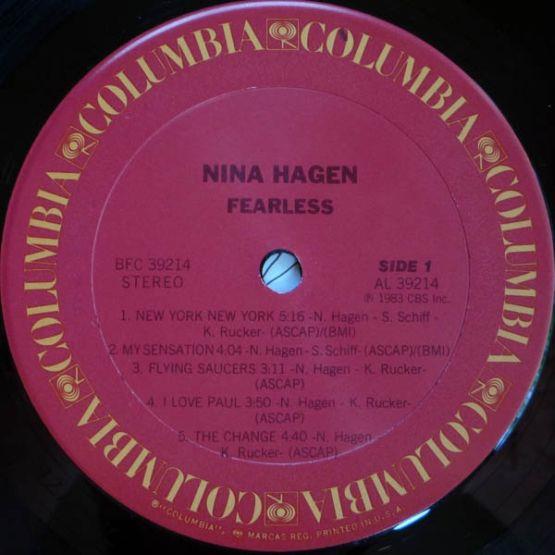 COLUMBIA COLUMBIA COLUMBIA COLUMBIA COLUMBIA COLUMBIA
NINA HAGEN
FEARLESS
BFC 39214
STEREO
SIDE 1
AL 39214
℗ 1983 CBS Inc.
1. NEW YORK NEW YORK 5:16 -N. Hagen - S. Schiff -
K. Rucker- (ASCAP)/(BMI)
2. MY SENSATION 4:04 -N. Hagen - S. Schiff- (ASCAP)/(BMI)
3. FLYING SAUCERS 3:11 -N. Hagen - K. Rucker-
(ASCAP)
4. I LOVE PAUL 3:50 -N. Hagen - K. Rucker-
(ASCAP)
5. THE CHANGE 4:40 -N. Hagen -
K. Rucker- (ASCAP)
®"COLUMBIA", MARCAS REG. PRINTED IN U.S.A.